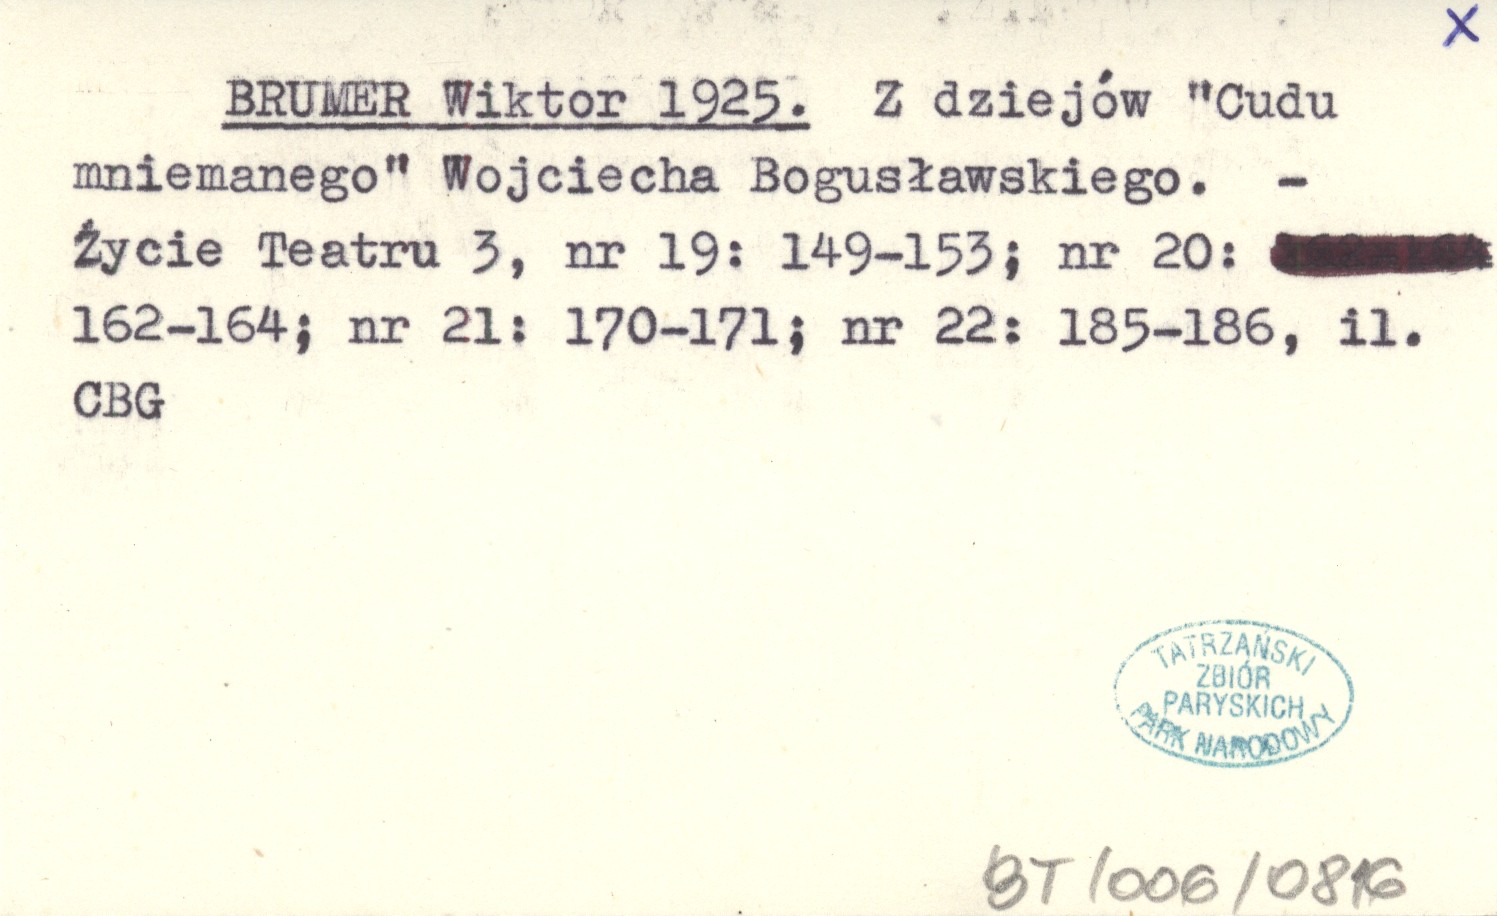 X
BRUMER Wiktor 1925. Z dziejów "Cudu
mniemanego" Wojciecha Bogusławskiego. -
Życie Teatru 3, nr 19: 149-153; nr 20:
162-164; nr 21: 170-171; nr 22: 185-186, il.
CBG
TATRZAŃSKI
ZBIÓR
PARYSKICH
PARK NARODOWY
BT/006/0816